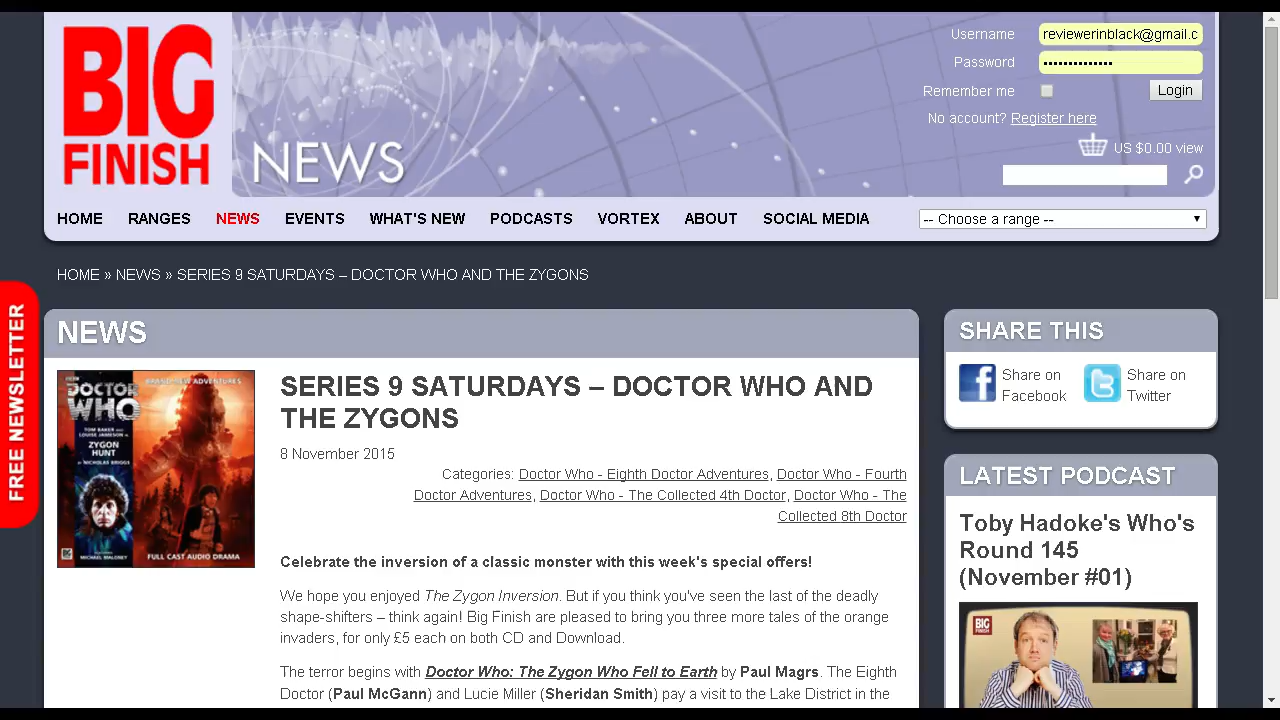 BIG
FINISH
NEWS
Username
reviewerinblack@gmail.c
Password
••••••••••••••
Remember me
Login
No account? Register here
US $0.00 view
HOME RANGES NEWS EVENTS WHAT'S NEW PODCASTS VORTEX ABOUT SOCIAL MEDIA
-- Choose a range --
HOME » NEWS » SERIES 9 SATURDAYS – DOCTOR WHO AND THE ZYGONS
FREE NEWSLETTER
NEWS
BBC
DOCTOR
WHO
TOM BAKER AND
LOUISE JAMESON IN
ZYGON
HUNT
BY NICHOLAS BRIGGS
BRAND NEW ADVENTURES
FEATURING
MICHAEL MALONEY
FULL CAST AUDIO DRAMA
SERIES 9 SATURDAYS – DOCTOR WHO AND
THE ZYGONS
8 November 2015
Categories: Doctor Who - Eighth Doctor Adventures, Doctor Who - Fourth
Doctor Adventures, Doctor Who - The Collected 4th Doctor, Doctor Who - The
Collected 8th Doctor
Celebrate the inversion of a classic monster with this week's special offers!
We hope you enjoyed The Zygon Inversion. But if you think you've seen the last of the deadly
shape-shifters – think again! Big Finish are pleased to bring you three more tales of the orange
invaders, for only £5 each on both CD and Download.
The terror begins with Doctor Who: The Zygon Who Fell to Earth by Paul Magrs. The Eighth
Doctor (Paul McGann) and Lucie Miller (Sheridan Smith) pay a visit to the Lake District in the
SHARE THIS
Share on
Facebook
Share on
Twitter
LATEST PODCAST
Toby Hadoke's Who's
Round 145
(November #01)
BIG
FINISH